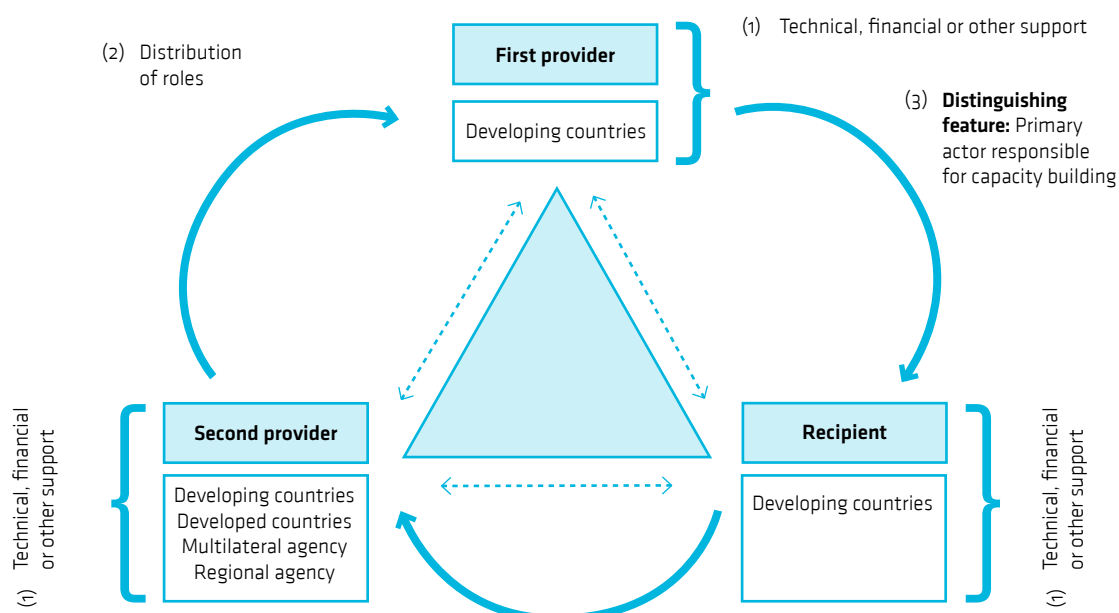 (1) Technical, financial or other support
(2) Distribution
of roles
First provider
Developing countries
(3) Distinguishing
feature: Primary
actor responsible
for capacity building
Second provider
Developing countries
Developed countries
Multilateral agency
Regional agency
(1) Technical, financial
or other support
Recipient
Developing countries
(1) Technical, financial
or other support